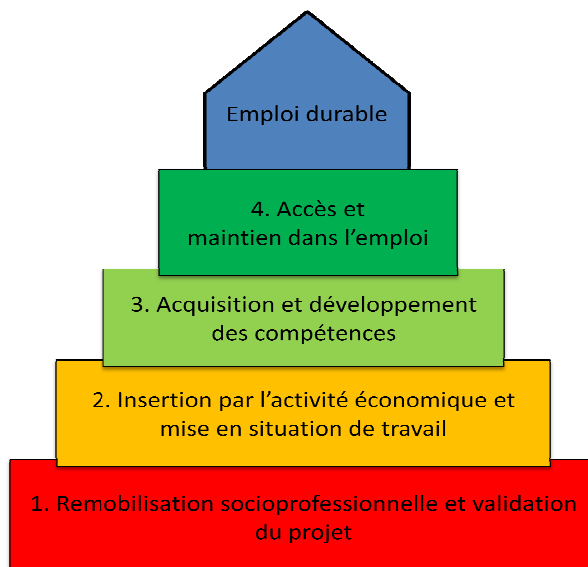 Emploi durable
4. Accès et
maintien dans l’emploi
3. Acquisition et développement
des compétences
2. Insertion par l’activité économique et
mise en situation de travail
1. Remobilisation socioprofessionnelle et validation
du projet